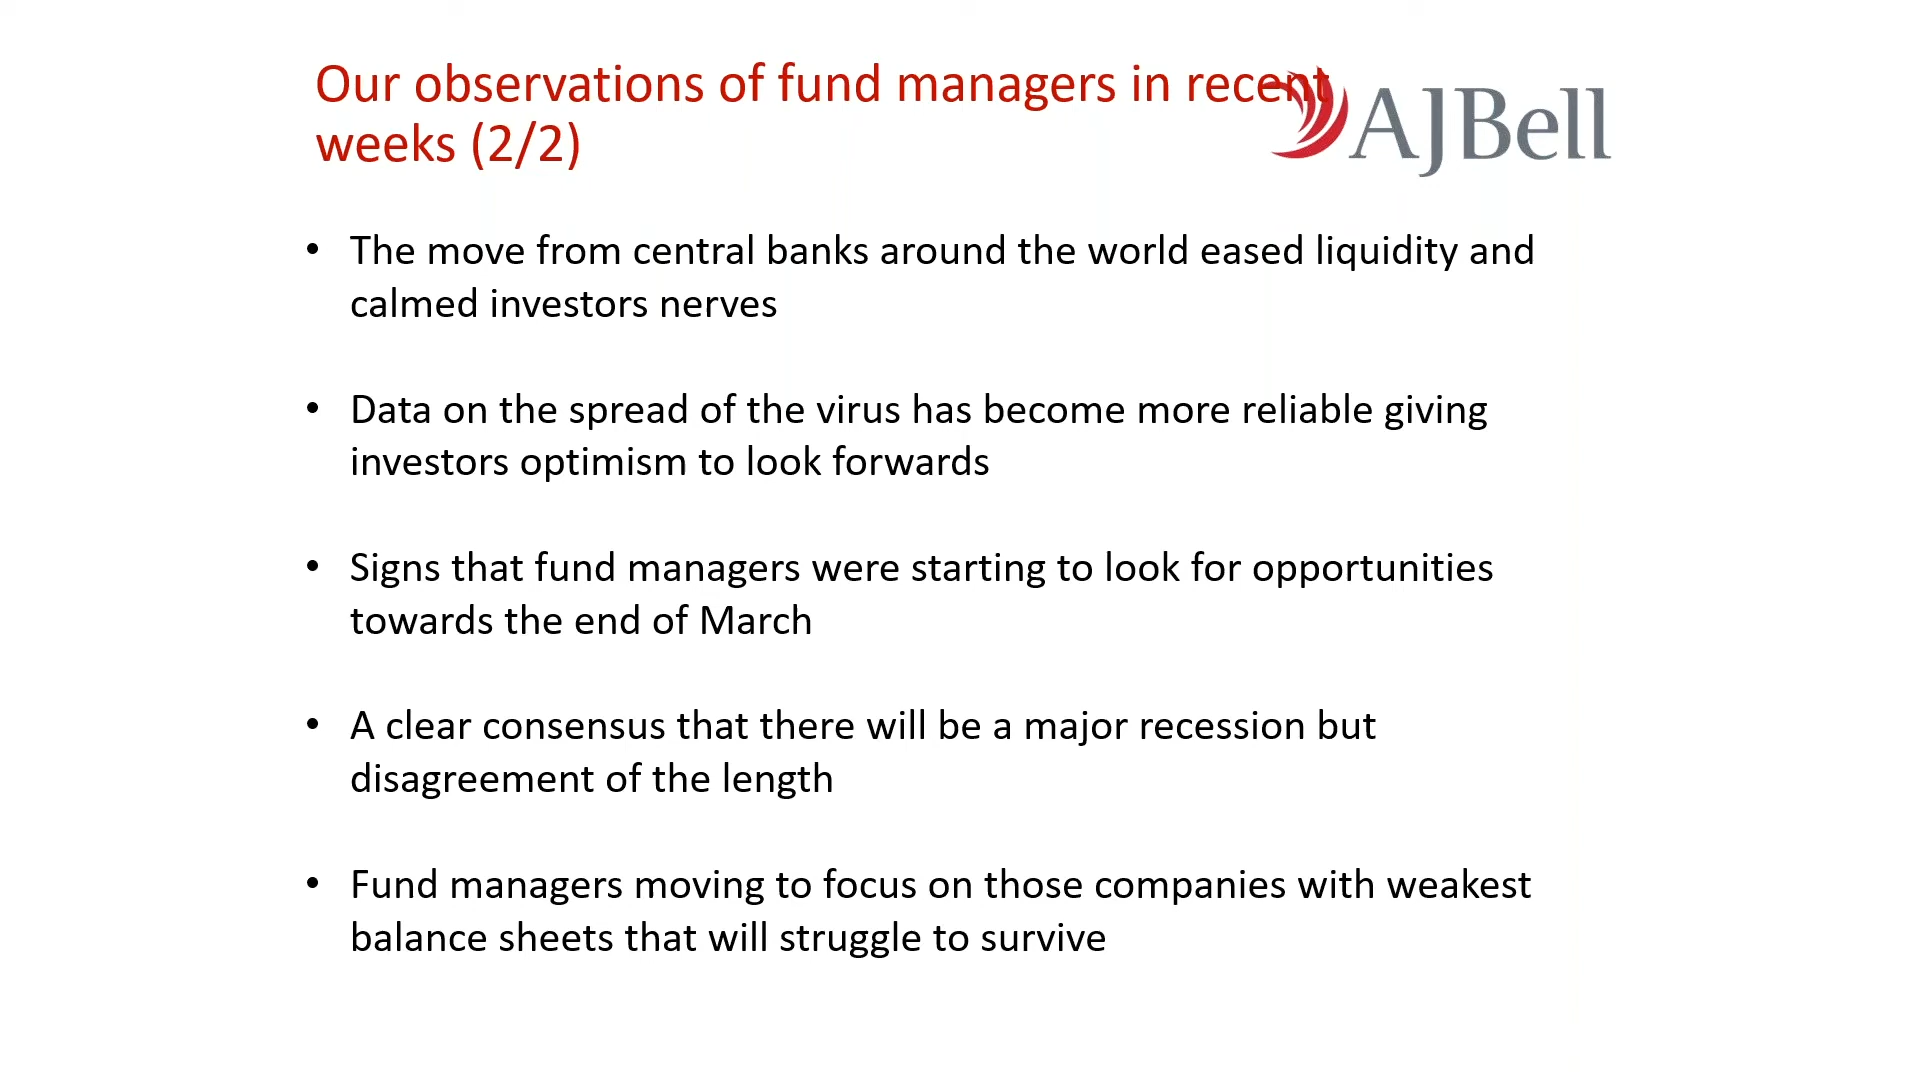 Our observations of fund managers in recent
weeks (2/2)
AJBell
• The move from central banks around the world eased liquidity and
calmed investors nerves
• Data on the spread of the virus has become more reliable giving
investors optimism to look forwards
• Signs that fund managers were starting to look for opportunities
towards the end of March
• A clear consensus that there will be a major recession but
disagreement of the length
• Fund managers moving to focus on those companies with weakest
balance sheets that will struggle to survive